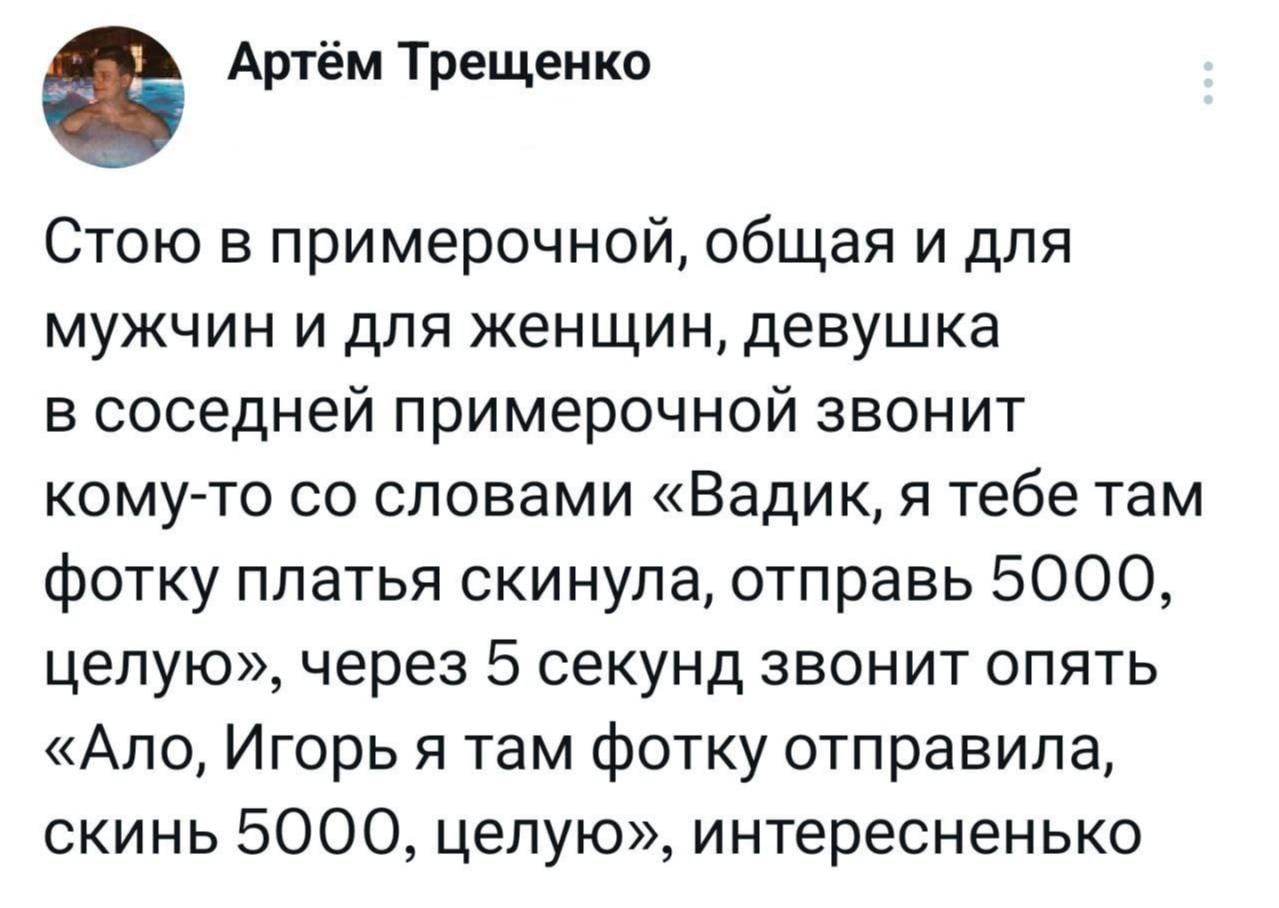 Артём Трещенко
Стою в примерочной, общая и для
мужчин и для женщин, девушка
в соседней примерочной звонит
кому-то со словами «Вадик, я тебе там
фотку платья скинула, отправь 5000,
целую», через 5 секунд звонит опять
«Ало, Игорь я там фотку отправила,
скинь 5000, целую», интересненько